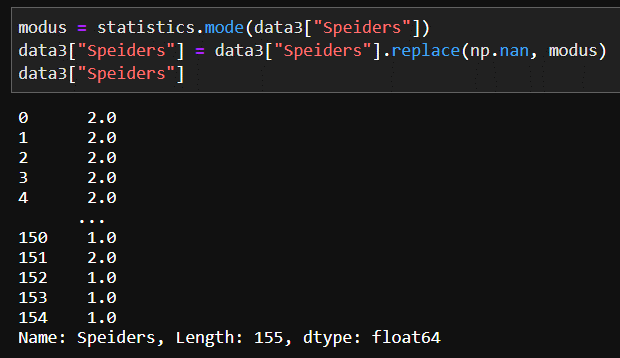 modus = statistics.mode(data3["Speiders"])
data3["Speiders"] = data3["Speiders"].replace(np.nan, modus)
data3["Speiders"]
0      2.0
1      2.0
2      2.0
3      2.0
4      2.0
...
150    1.0
151    2.0
152    1.0
153    1.0
154    1.0
Name: Speiders, Length: 155, dtype: float64